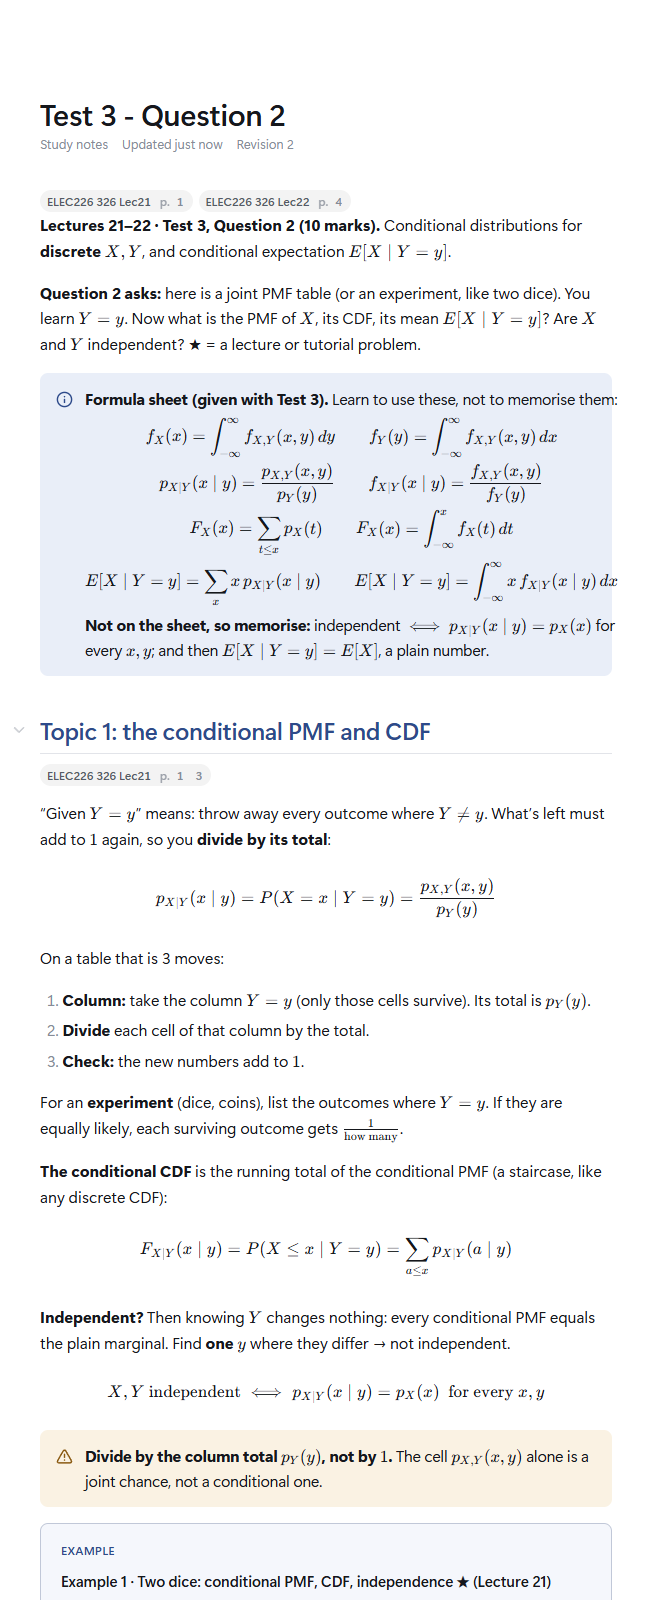 Test 3 - Question 2
Study notes Updated just now Revision 2
ELEC226 326 Lec21 p. 1 ELEC226 326 Lec22 p. 4
Lectures 21–22 · Test 3, Question 2 (10 marks). Conditional distributions for
discrete X, Y, and conditional expectation E[X | Y = y].
Question 2 asks: here is a joint PMF table (or an experiment, like two dice). You
learn Y = y. Now what is the PMF of X, its CDF, its mean E[X | Y = y]? Are X
and Y independent? ★ = a lecture or tutorial problem.
Formula sheet (given with Test 3). Learn to use these, not to memorise them:
f_X(x) = ∫_{−∞}^{∞} f_{X,Y}(x, y) dy f_Y(y) = ∫_{−∞}^{∞} f_{X,Y}(x, y) dx
p_{X|Y}(x | y) = p_{X,Y}(x, y) / p_Y(y) f_{X|Y}(x | y) = f_{X,Y}(x, y) / f_Y(y)
F_X(x) = ∑_{t≤x} p_X(t) F_X(x) = ∫_{−∞}^{x} f_X(t) dt
E[X | Y = y] = ∑_x x p_{X|Y}(x | y) E[X | Y = y] = ∫_{−∞}^{∞} x f_{X|Y}(x | y) dx
Not on the sheet, so memorise: independent ⟺ p_{X|Y}(x | y) = p_X(x) for
every x, y; and then E[X | Y = y] = E[X], a plain number.
Topic 1: the conditional PMF and CDF
ELEC226 326 Lec21 p. 1 3
“Given Y = y” means: throw away every outcome where Y ≠ y. What’s left must
add to 1 again, so you divide by its total:
p_{X|Y}(x | y) = P(X = x | Y = y) = p_{X,Y}(x, y) / p_Y(y)
On a table that is 3 moves:
1. Column: take the column Y = y (only those cells survive). Its total is p_Y(y).
2. Divide each cell of that column by the total.
3. Check: the new numbers add to 1.
For an experiment (dice, coins), list the outcomes where Y = y. If they are
equally likely, each surviving outcome gets 1 / how many.
The conditional CDF is the running total of the conditional PMF (a staircase, like
any discrete CDF):
F_{X|Y}(x | y) = P(X ≤ x | Y = y) = ∑_{a≤x} p_{X|Y}(a | y)
Independent? Then knowing Y changes nothing: every conditional PMF equals
the plain marginal. Find one y where they differ → not independent.
X, Y independent ⟺ p_{X|Y}(x | y) = p_X(x) for every x, y
Divide by the column total p_Y(y), not by 1. The cell p_{X,Y}(x, y) alone is a
joint chance, not a conditional one.
EXAMPLE
Example 1 · Two dice: conditional PMF, CDF, independence ★ (Lecture 21)